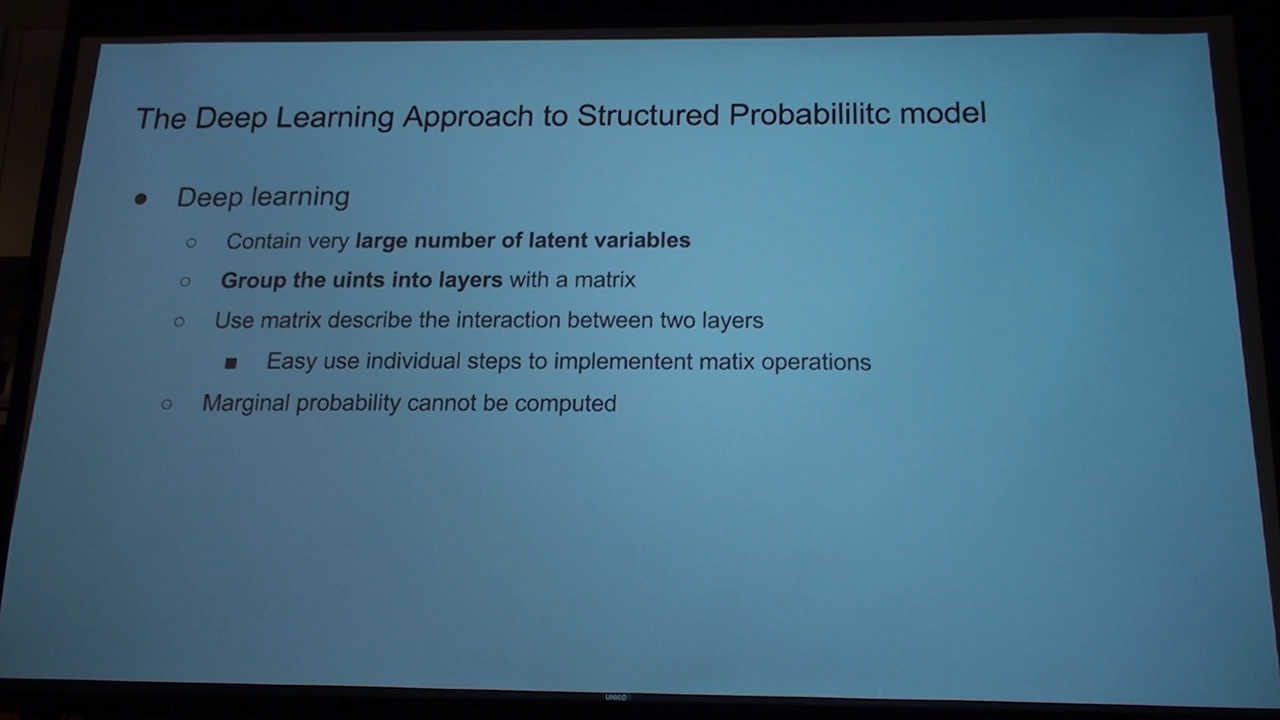 The Deep Learning Approach to Structured Probabililitc model
● Deep learning
○ Contain very large number of latent variables
○ Group the uints into layers with a matrix
○ Use matrix describe the interaction between two layers
■ Easy use individual steps to implementent matix operations
○ Marginal probability cannot be computed
UNICO